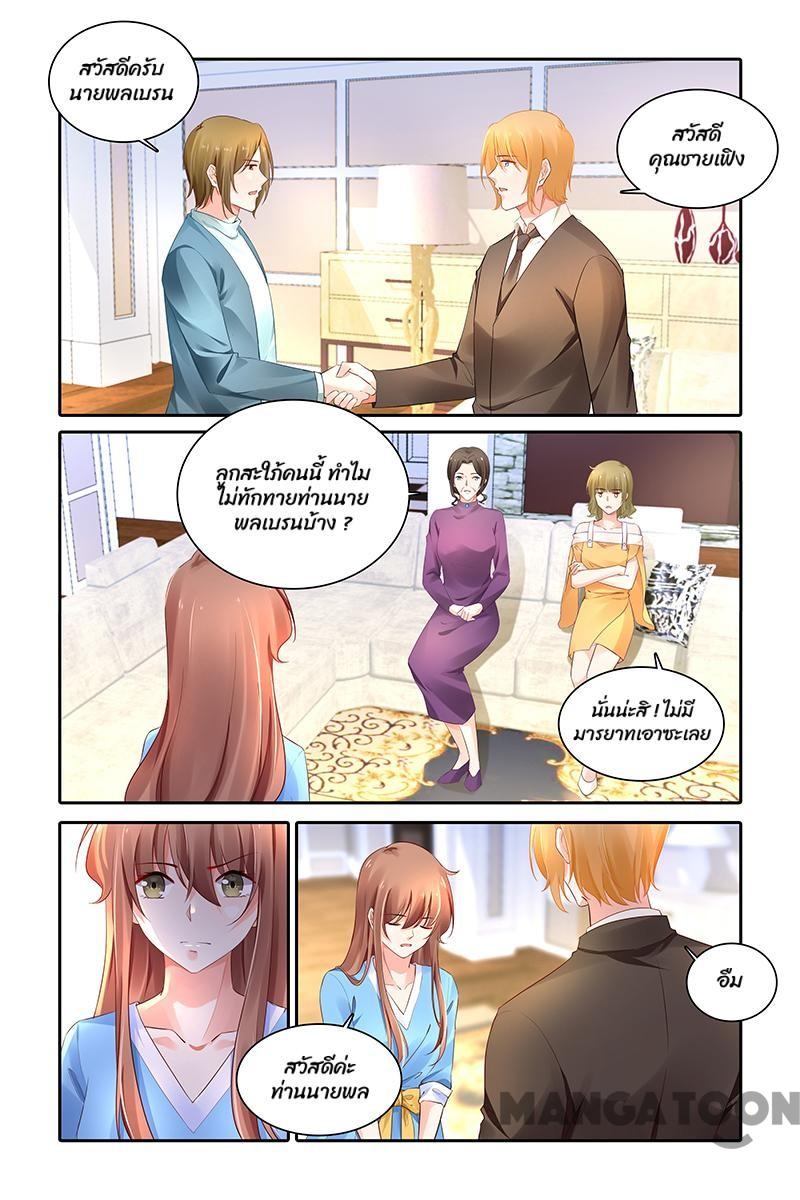 สวัสดีครับ
นายพลเบรน
สวัสดี
คุณชายเฟิง
ลูกสะใภ้คนนี้ ทำไม
ไม่ทักทายท่านนาย
พลเบรนบ้าง ?
นั่นน่ะสิ ! ไม่มี
มารยาทเอาซะเลย
สวัสดีค่ะ
ท่านนายพล
อืม
MANGATOON